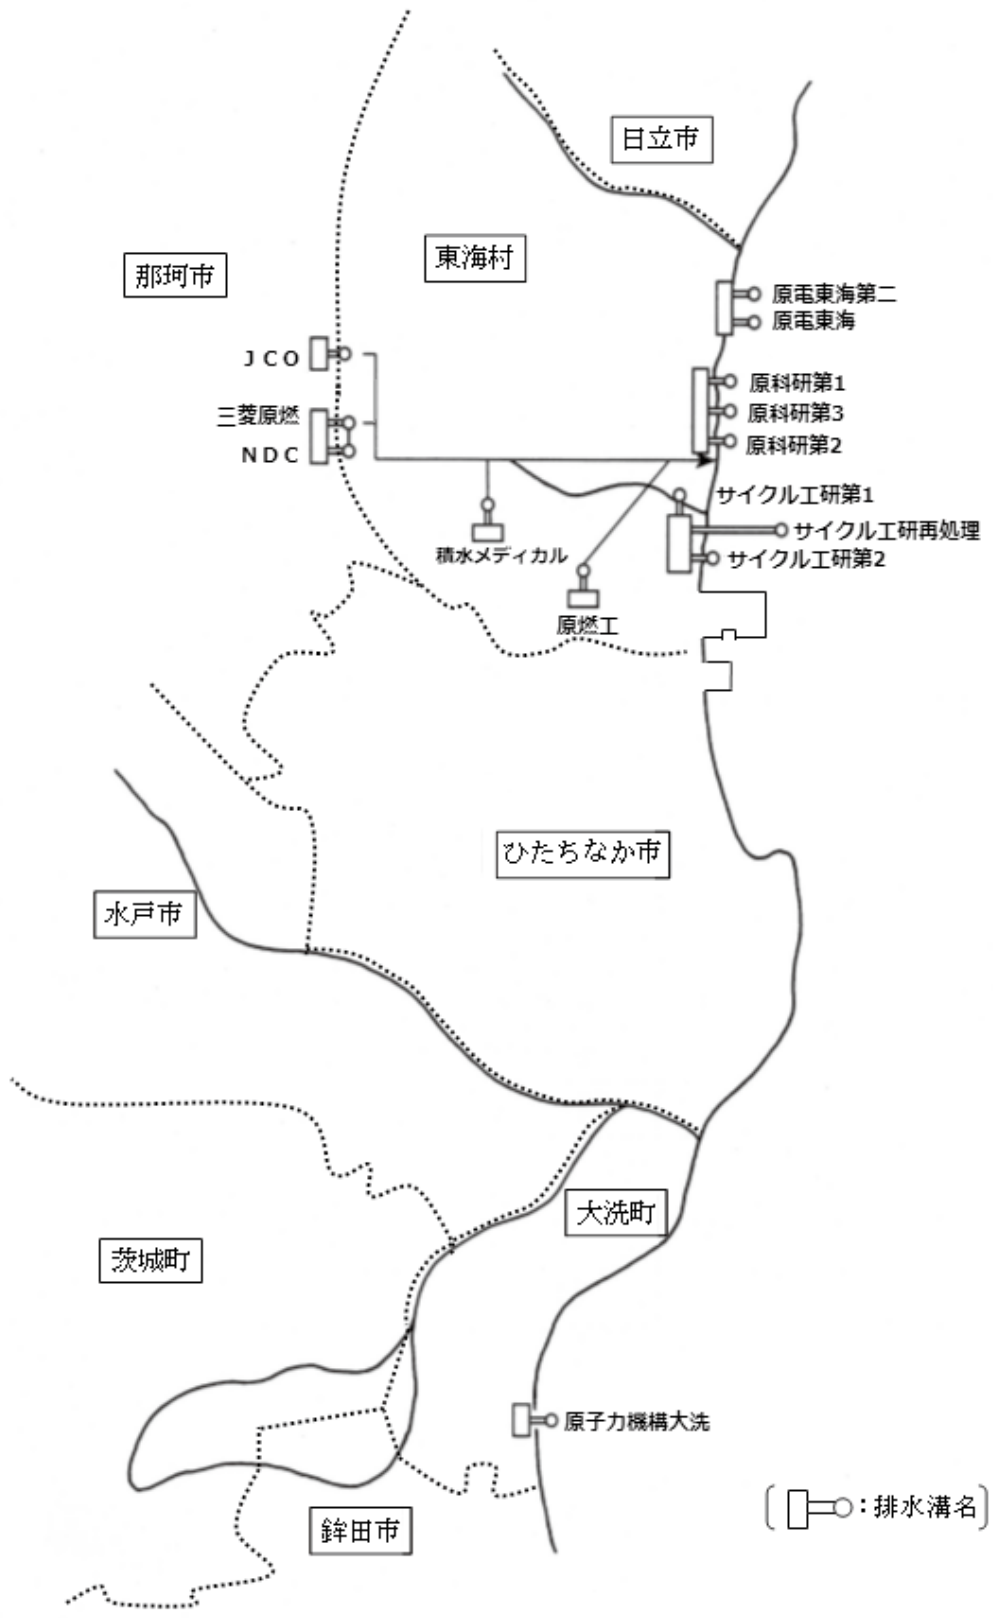 日立市
東海村
那珂市
原電東海第二
原電東海
JCO
原科研第1
三菱原燃
原科研第3
NDC
原科研第2
サイクル工研第1
サイクル工研再処理
積水メディカル
サイクル工研第2
原燃工
ひたちなか市
水戸市
大洗町
茨城町
原子力機構大洗
：排水溝名
鉾田市